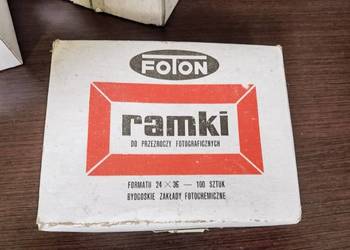 FOTON
ramki
DO PRZEZROCZY FOTOGRAFICZNYCH
FORMATU 24 × 36 — 100 SZTUK
BYDGOSKIE ZAKŁADY FOTOCHEMICZNE